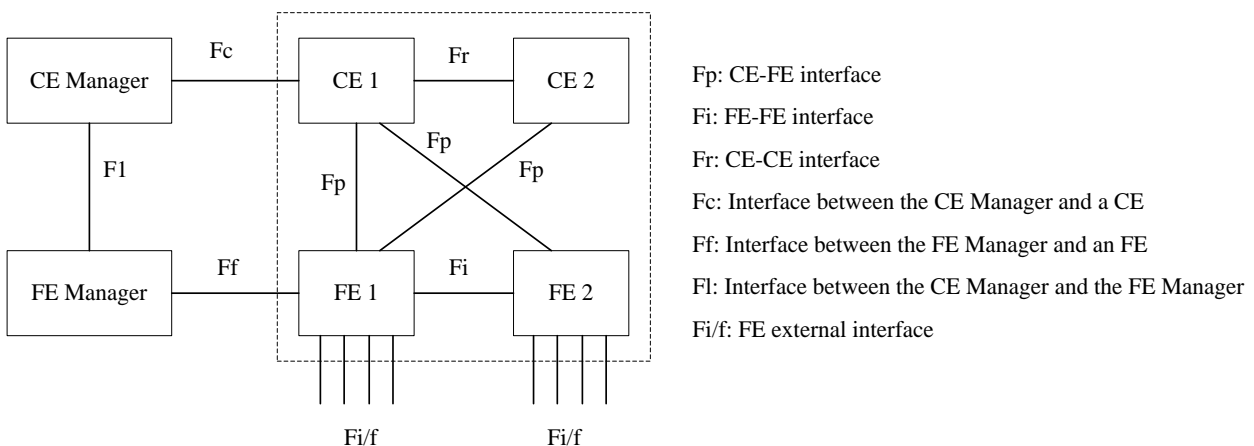 Fc
Fr
CE Manager
CE 1
CE 2
Fp: CE-FE interface
Fi: FE-FE interface
Fp
Fl
Fp
Fp
Fr: CE-CE interface
Fc: Interface between the CE Manager and a CE
Ff
Fi
Ff: Interface between the FE Manager and an FE
FE Manager
FE 1
FE 2
Fl: Interface between the CE Manager and the FE Manager
Fi/f: FE external interface
Fi/f
Fi/f